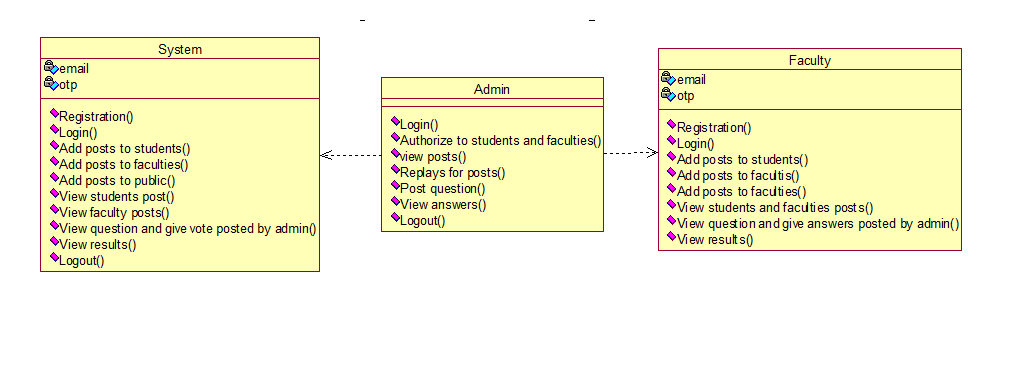 System
email
otp
Registration()
Login()
Add posts to students()
Add posts to faculties()
Add posts to public()
View students post()
View faculty posts()
View question and give vote posted by admin()
View results()
Logout()
Admin
Login()
Authorize to students and faculties()
view posts()
Replays for posts()
Post question()
View answers()
Logout()
Faculty
email
otp
Registration()
Login()
Add posts to students()
Add posts to facultis()
Add posts to faculties()
View students and faculties posts()
View question and give answers posted by admin()
View results()